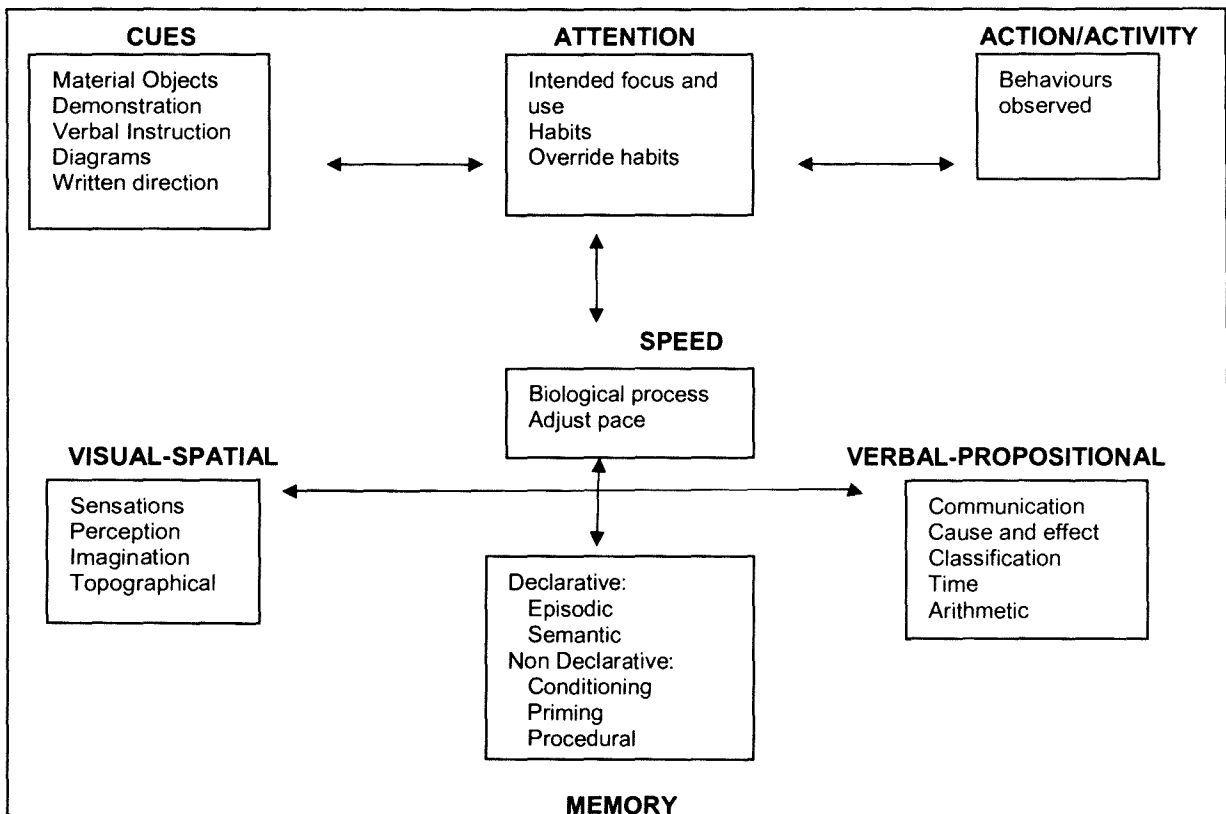 CUES
Material Objects
Demonstration
Verbal Instruction
Diagrams
Written direction
ATTENTION
Intended focus and
use
Habits
Override habits
ACTION/ACTIVITY
Behaviours
observed
SPEED
Biological process
Adjust pace
VISUAL-SPATIAL
Sensations
Perception
Imagination
Topographical
VERBAL-PROPOSITIONAL
Communication
Cause and effect
Classification
Time
Arithmetic
Declarative:
Episodic
Semantic
Non Declarative:
Conditioning
Priming
Procedural
MEMORY